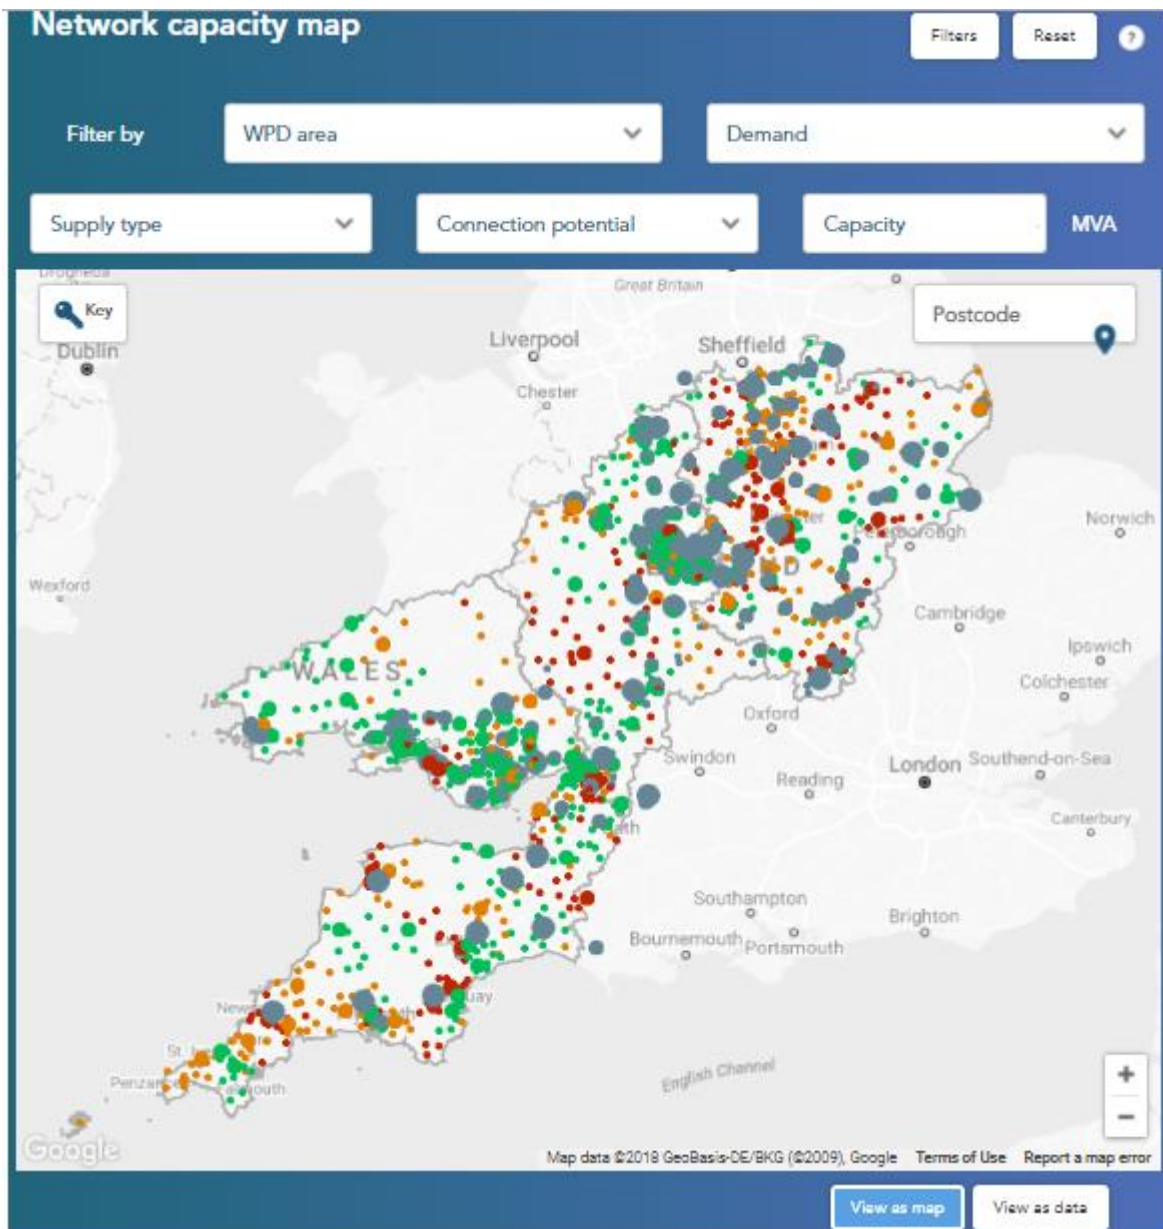 Network capacity map
Filters
Reset
?
Filter by
WPD area
Demand
Supply type
Connection potential
Capacity
MVA
Drogheda
Great Britain
Key
Postcode
Dublin
Liverpool
Sheffield
Chester
Norwich
Peterborough
Wexford
Cambridge
Ipswich
WALES
Colchester
Oxford
Swindon
London
Southend-on-Sea
Reading
Canterbury
Southampton
Brighton
Bournemouth
Portsmouth
English Channel
+
−
Google
Map data ©2018 GeoBasis-DE/BKG (©2009), Google
Terms of Use
Report a map error
View as map
View as data